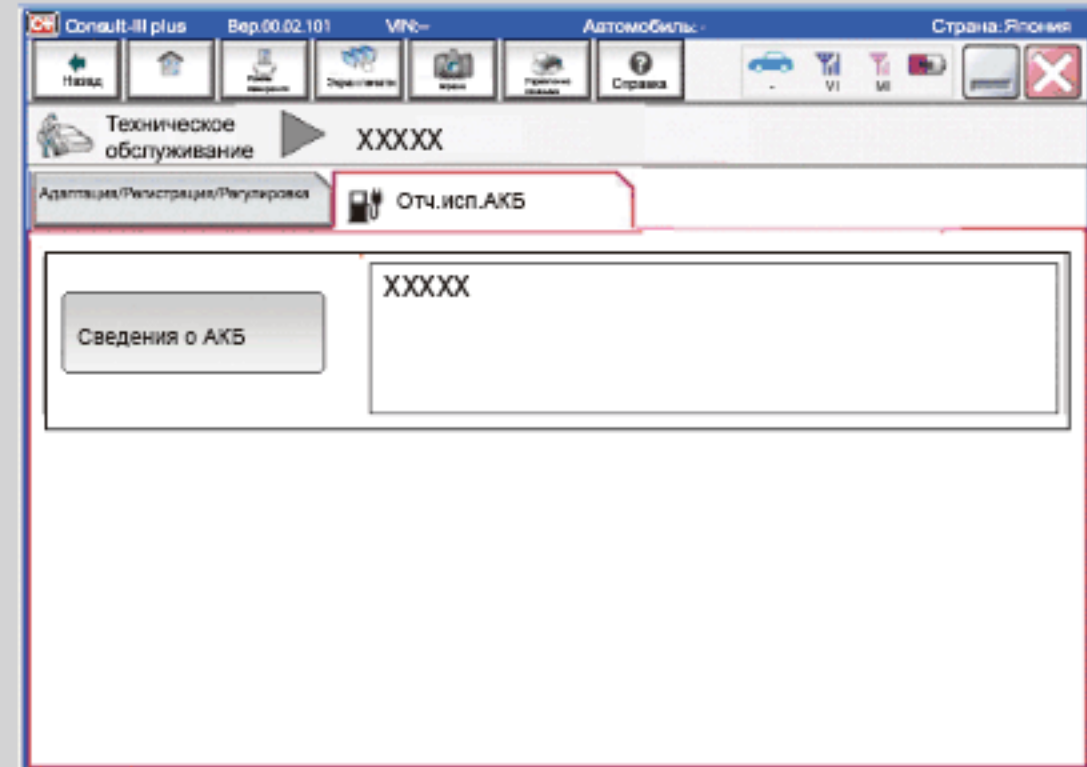 Consult-III plus Вер.00.02.101 VIN:-- Автомобиль:- Страна:Япония
Назад Справка - VI MI
Техническое
обслуживание
XXXXX
Адаптация/Регистрация/Регулировка
Отч.исп.АКБ
XXXXX
Сведения о АКБ